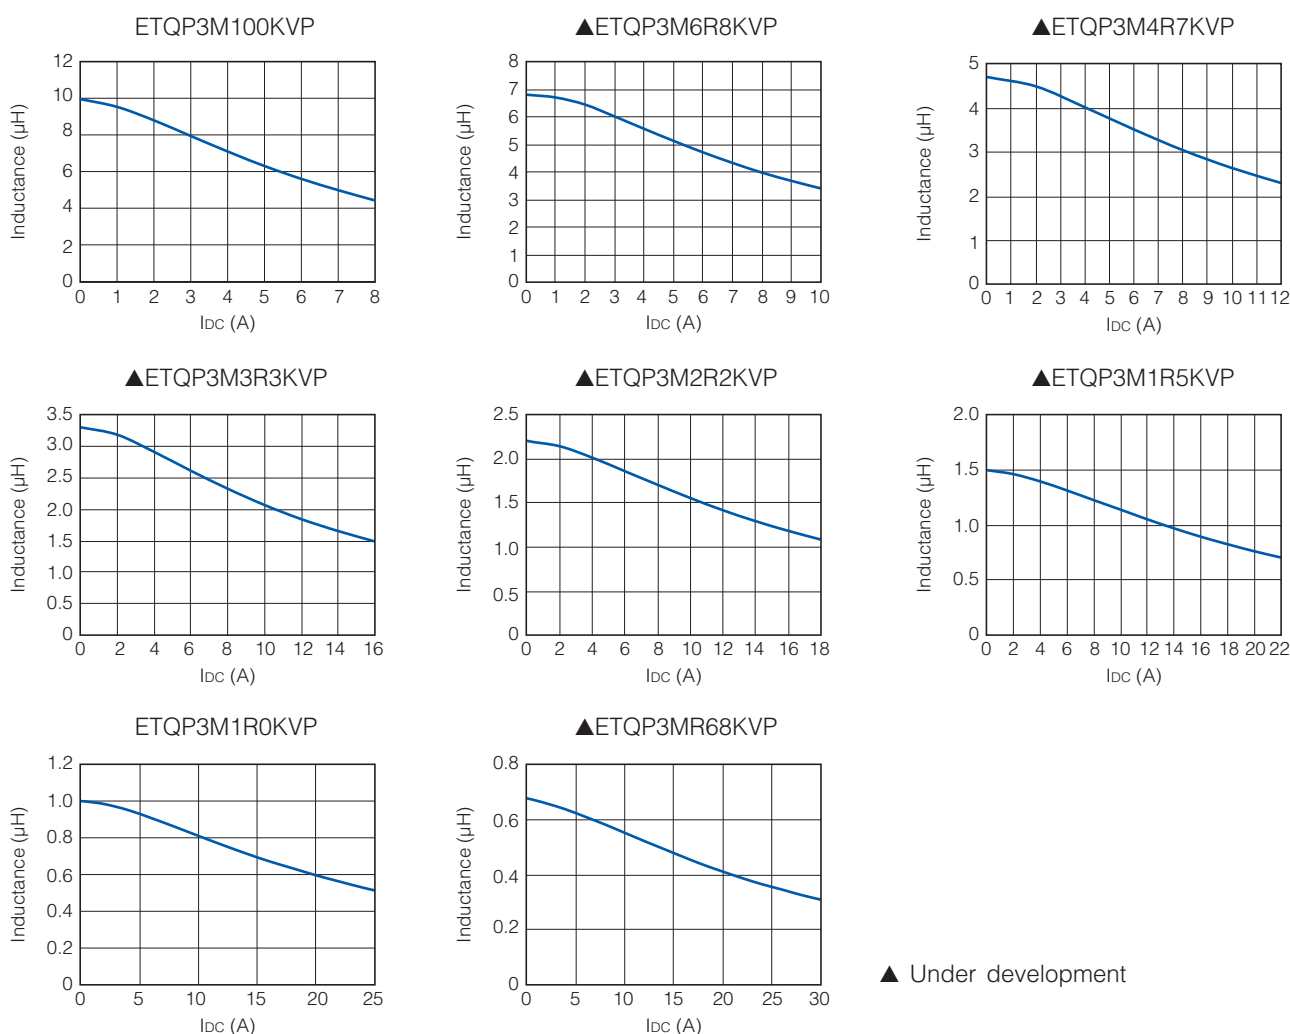 ETQP3M100KVP
12
10
8
6
4
2
0
0 1 2 3 4 5 6 7 8
Inductance (µH)
IDC (A)
▲ETQP3M6R8KVP
8
7
6
5
4
3
2
1
0
0 1 2 3 4 5 6 7 8 9 10
Inductance (µH)
IDC (A)
▲ETQP3M4R7KVP
5
4
3
2
1
0
0 1 2 3 4 5 6 7 8 9 10 11 12
Inductance (µH)
IDC (A)
▲ETQP3M3R3KVP
3.5
3.0
2.5
2.0
1.5
1.0
0.5
0
0 2 4 6 8 10 12 14 16
Inductance (µH)
IDC (A)
▲ETQP3M2R2KVP
2.5
2.0
1.5
1.0
0.5
0
0 2 4 6 8 10 12 14 16 18
Inductance (µH)
IDC (A)
▲ETQP3M1R5KVP
2.0
1.5
1.0
0.5
0
0 2 4 6 8 10 12 14 16 18 20 22
Inductance (µH)
IDC (A)
ETQP3M1R0KVP
1.2
1.0
0.8
0.6
0.4
0.2
0
0 5 10 15 20 25
Inductance (µH)
IDC (A)
▲ETQP3MR68KVP
0.8
0.6
0.4
0.2
0
0 5 10 15 20 25 30
Inductance (µH)
IDC (A)
▲ Under development